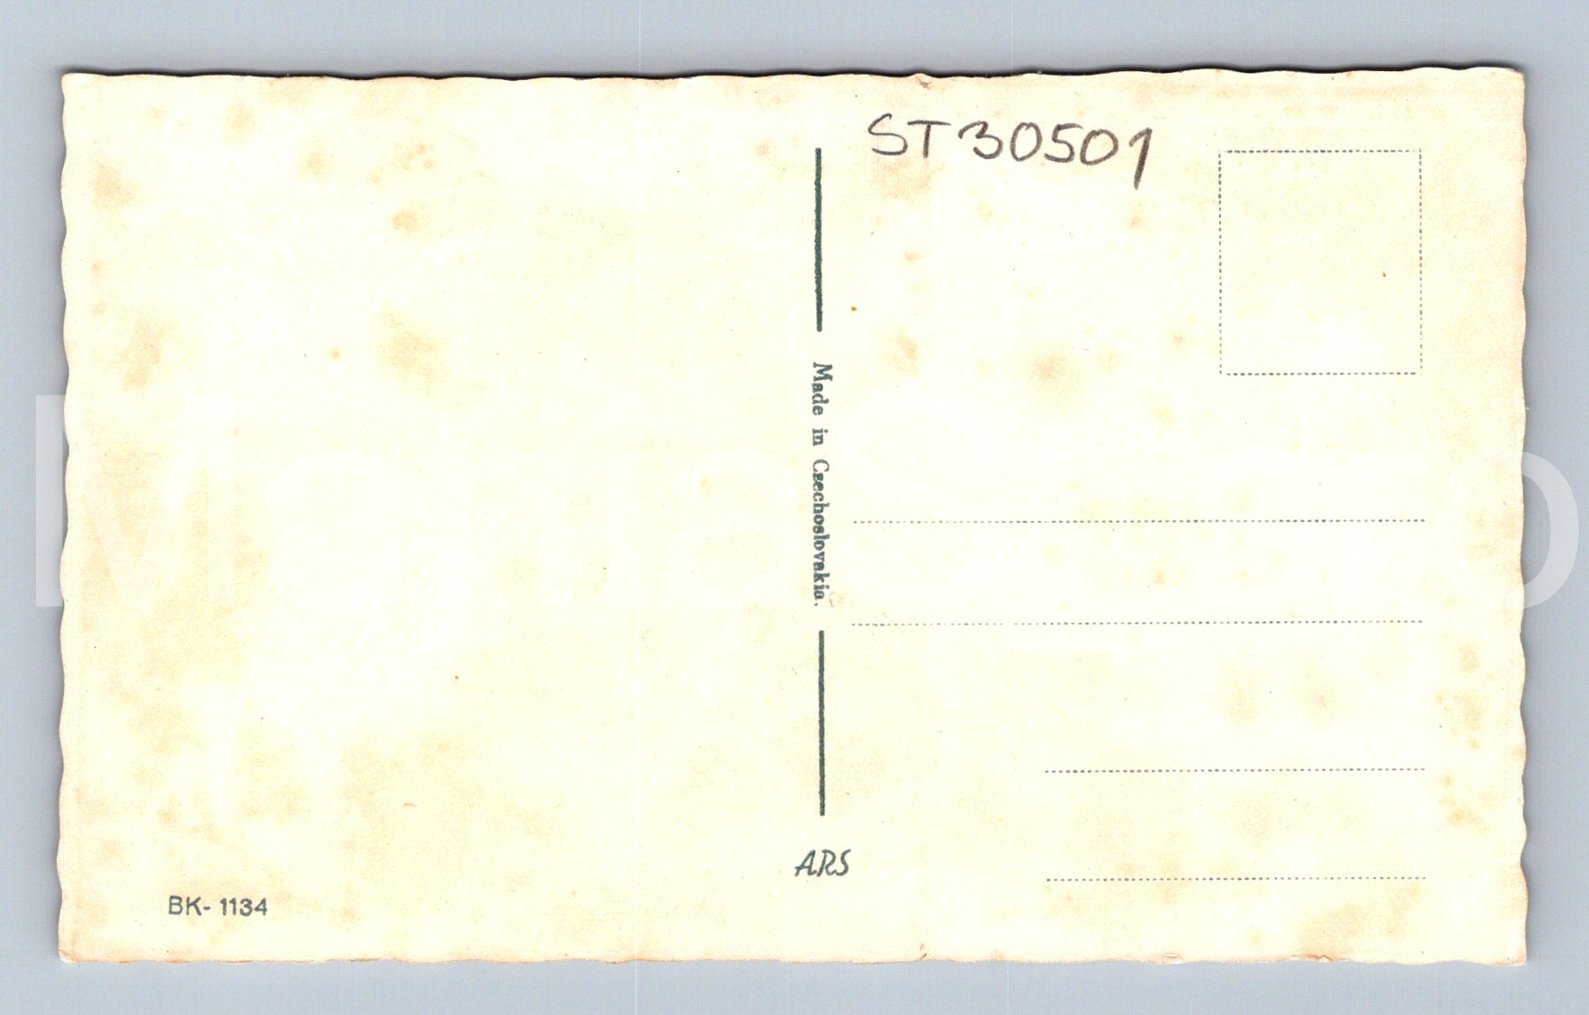 ST30501
Made in Czechoslovakia.
ARS
BK-1134